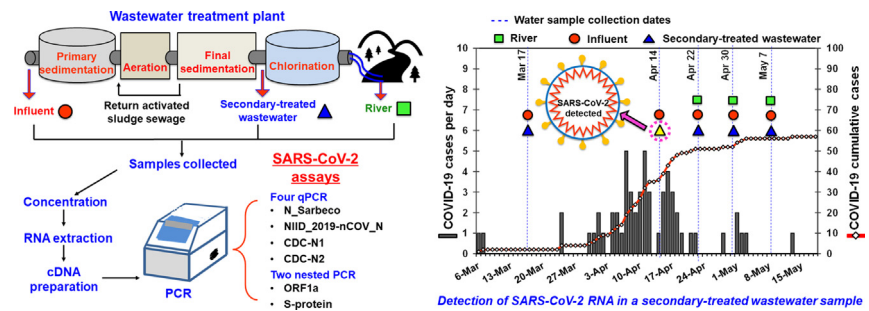 Wastewater treatment plant
Primary
sedimentation
Aeration
Final
sedimentation
Chlorination
Return activated
sludge sewage
Influent
Secondary-treated
wastewater
River
Samples collected
Concentration
RNA extraction
cDNA
preparation
PCR
SARS-CoV-2
assays
Four qPCR
• N_Sarbeco
• NIID_2019-nCOV_N
• CDC-N1
• CDC-N2
Two nested PCR
• ORF1a
• S-protein
Water sample collection dates
River
Influent
Secondary-treated wastewater
COVID-19 cases per day
10
9
8
7
6
5
4
3
2
1
0
Mar 17
Apr 14
Apr 22
Apr 30
May 7
SARS-CoV-2
detected
100
90
80
70
60
50
40
30
20
10
0
COVID-19 cumulative cases
6-Mar
13-Mar
20-Mar
27-Mar
3-Apr
10-Apr
17-Apr
24-Apr
1-May
8-May
15-May
Detection of SARS-CoV-2 RNA in a secondary-treated wastewater sample